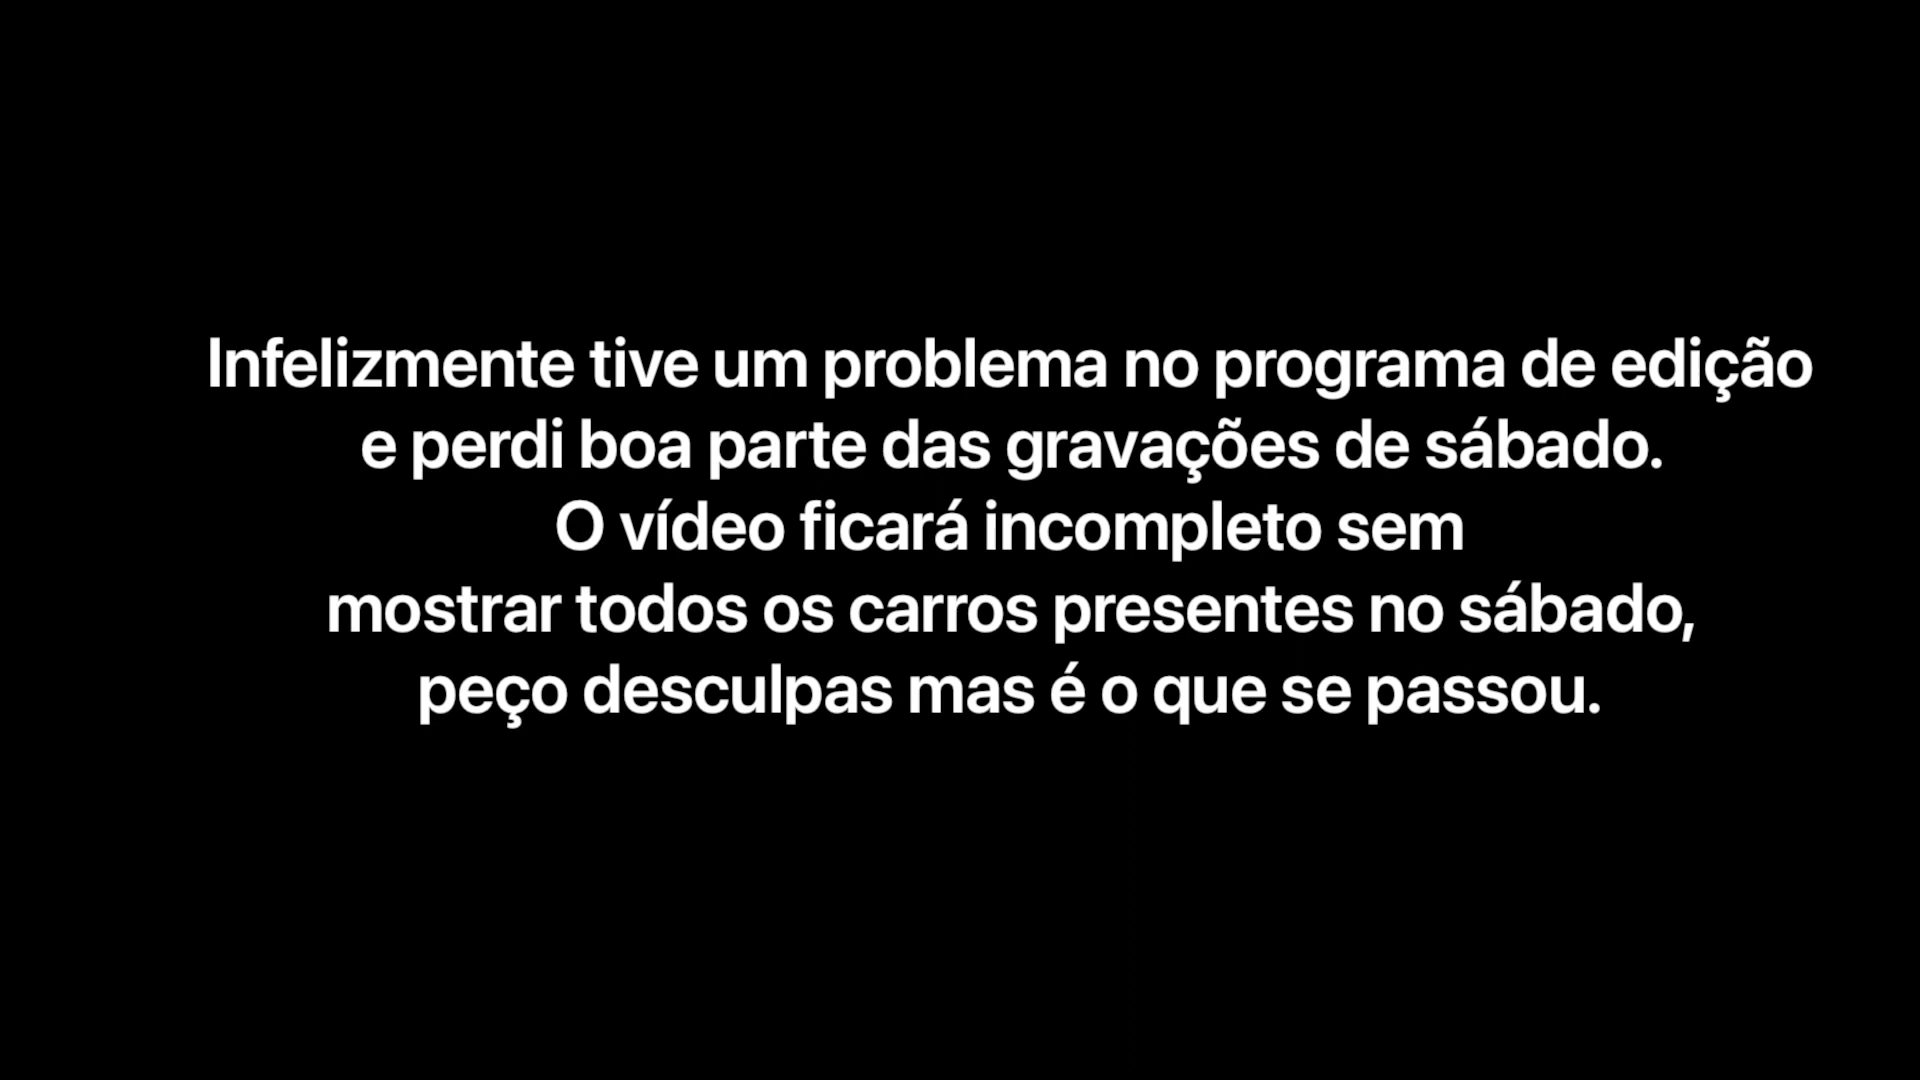 Infelizmente tive um problema no programa de edição
e perdi boa parte das gravações de sábado.
O vídeo ficará incompleto sem
mostrar todos os carros presentes no sábado,
peço desculpas mas é o que se passou.